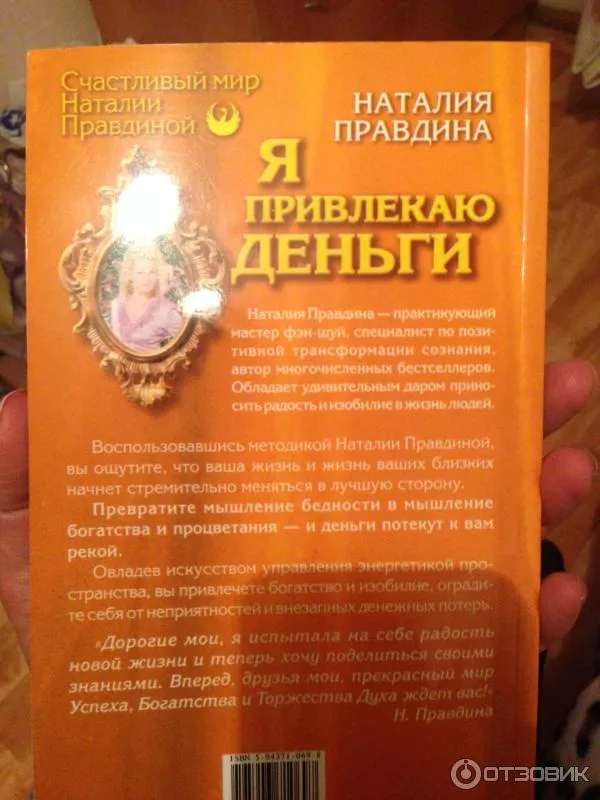 Счастливый мир
Наталии
Правдиной
НАТАЛИЯ
ПРАВДИНА
Я
ПРИВЛЕКАЮ
ДЕНЬГИ
Наталия Правдина — практикующий
мастер фэн-шуй, специалист по пози-
тивной трансформации сознания,
автор многочисленных бестселлеров.
Обладает удивительным даром прино-
сить радость и изобилие в жизнь людей.
Воспользовавшись методикой Наталии Правдиной,
вы ощутите, что ваша жизнь и жизнь ваших близких
начнет стремительно меняться в лучшую сторону.
Превратите мышление бедности в мышление
богатства и процветания — и деньги потекут к вам
рекой.
Овладев искусством управления энергетикой про-
странства, вы привлечете богатство и изобилие, огради-
те себя от неприятностей и внезапных денежных потерь.
«Дорогие мои, я испытала на себе радость
новой жизни и теперь хочу поделиться своими
знаниями. Вперед, друзья мои, прекрасный мир
Успеха, Богатства и Торжества Духа ждет вас!»
Н. Правдина
ISBN 5-94371-069-8
ОТЗОВИК